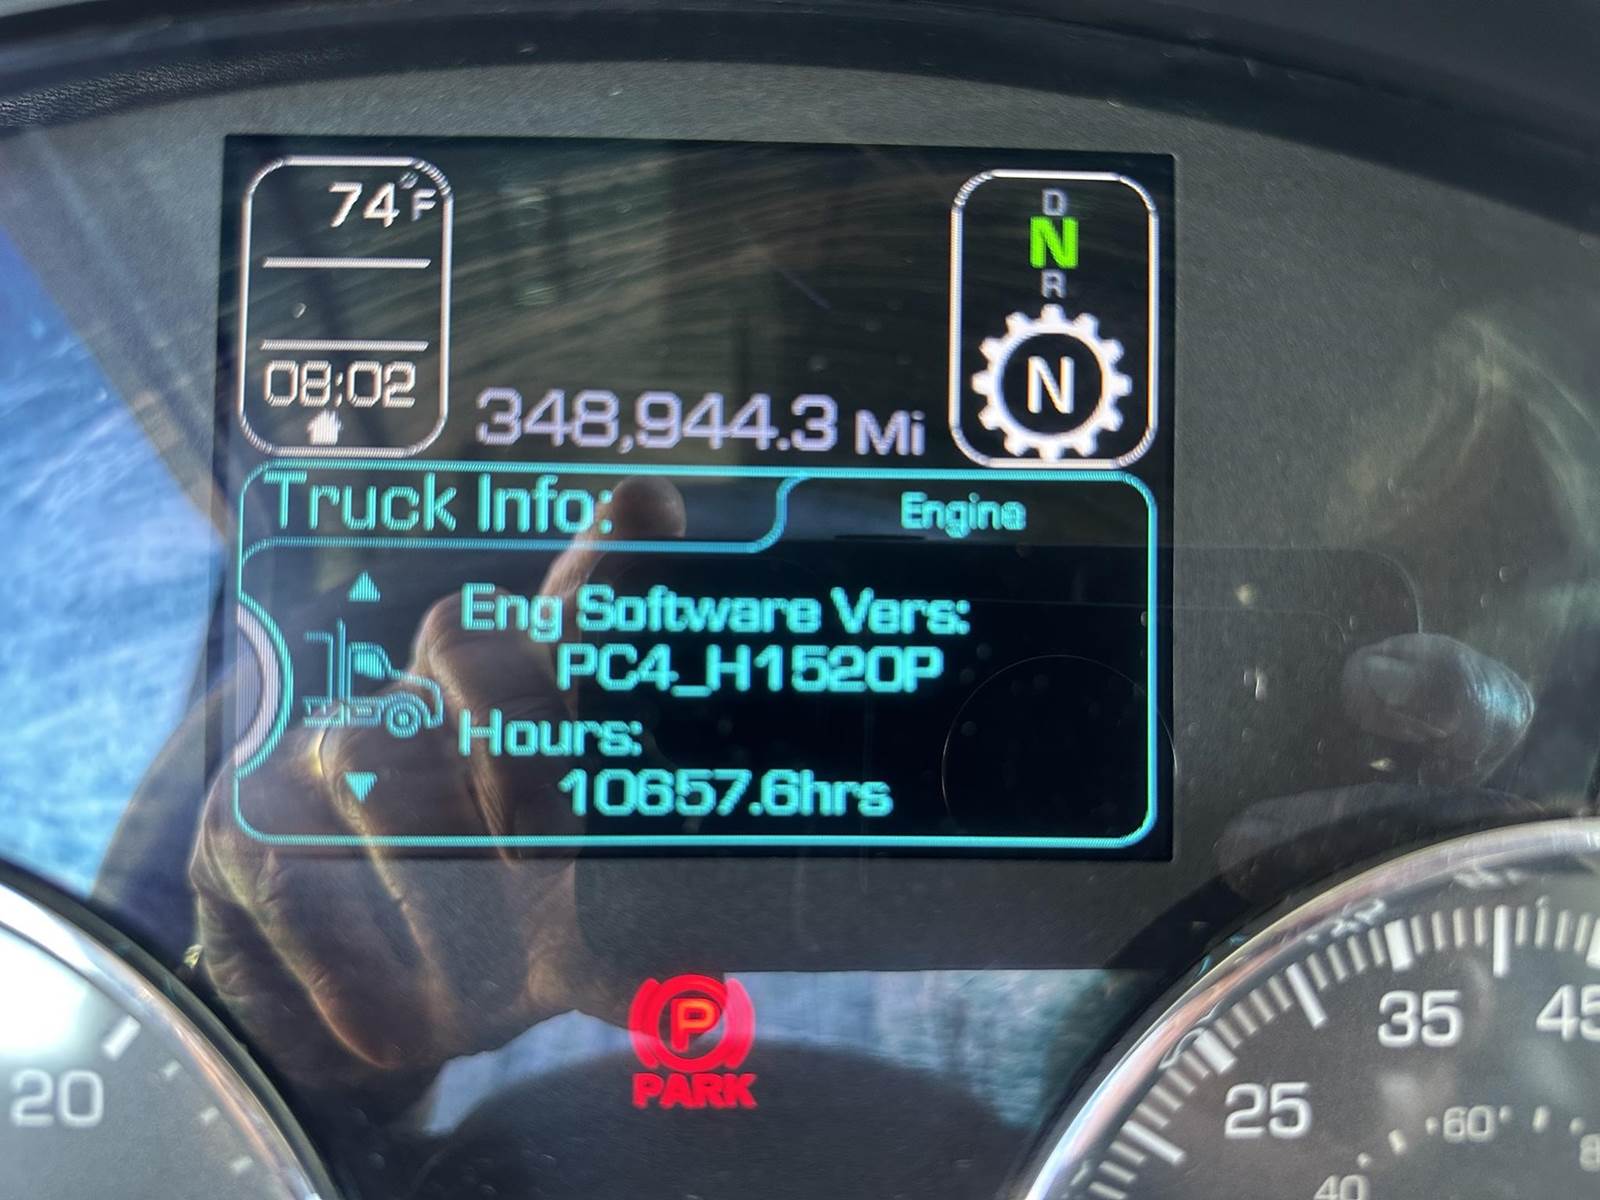 74°F
08:02
348,944.3 Mi
D
N
R
N
Truck Info:
Engine
Eng Software Vers:
PC4_H1520P
Hours:
10657.6hrs
P
PARK
20
25
35
45
40
60